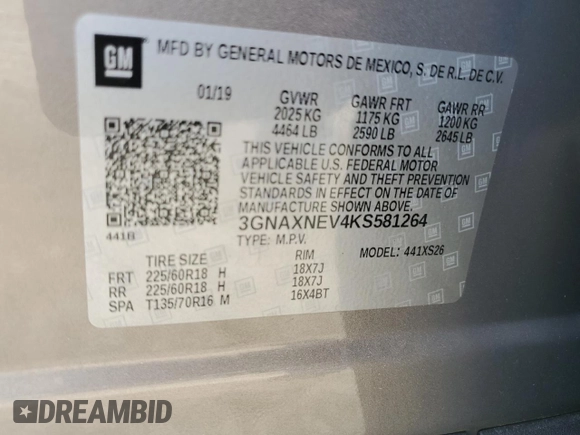 GM
MFD BY GENERAL MOTORS DE MEXICO, S. DE R.L. DE C.V.
01/19 GVWR GAWR FRT GAWR RR
2025 KG 1175 KG 1200 KG
4464 LB 2590 LB 2645 LB
THIS VEHICLE CONFORMS TO ALL
APPLICABLE U.S. FEDERAL MOTOR
VEHICLE SAFETY AND THEFT PREVENTION
STANDARDS IN EFFECT ON THE DATE OF
MANUFACTURE SHOWN ABOVE.
3GNAXNEV4KS581264
4418
TYPE: M.P.V. MODEL: 441XS26
TIRE SIZE RIM
FRT 225/60R18 H 18X7J
RR 225/60R18 H 18X7J
SPA T135/70R16 M 16X4BT
DREAMBID